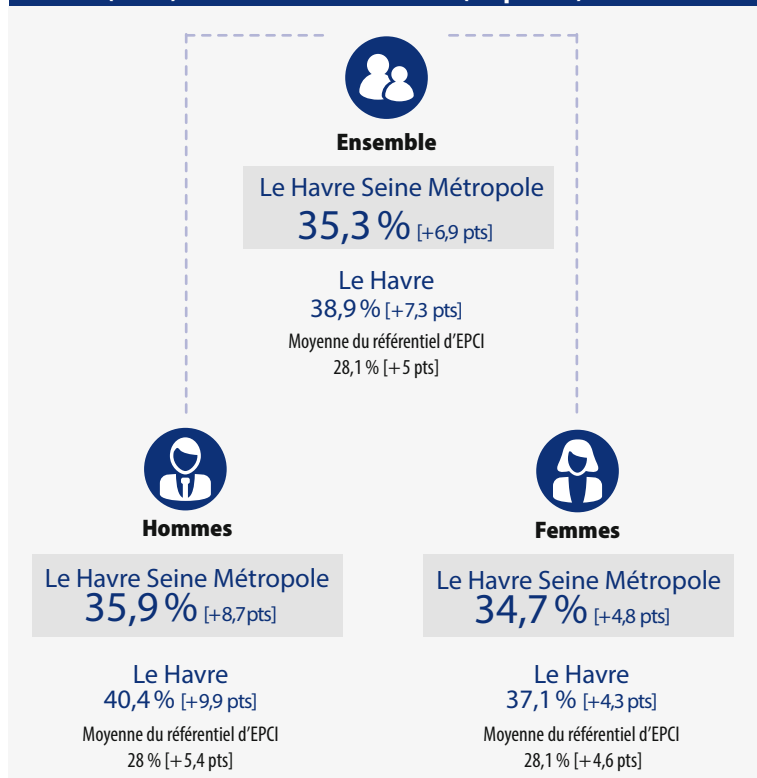 Ensemble
Le Havre Seine Métropole
35,3 % [+6,9 pts]
Le Havre
38,9 % [+7,3 pts]
Moyenne du référentiel d’EPCI
28,1 % [+5 pts]
Hommes
Le Havre Seine Métropole
35,9 % [+8,7pts]
Le Havre
40,4 % [+9,9 pts]
Moyenne du référentiel d’EPCI
28 % [+5,4 pts]
Femmes
Le Havre Seine Métropole
34,7 % [+4,8 pts]
Le Havre
37,1 % [+4,3 pts]
Moyenne du référentiel d’EPCI
28,1 % [+4,6 pts]